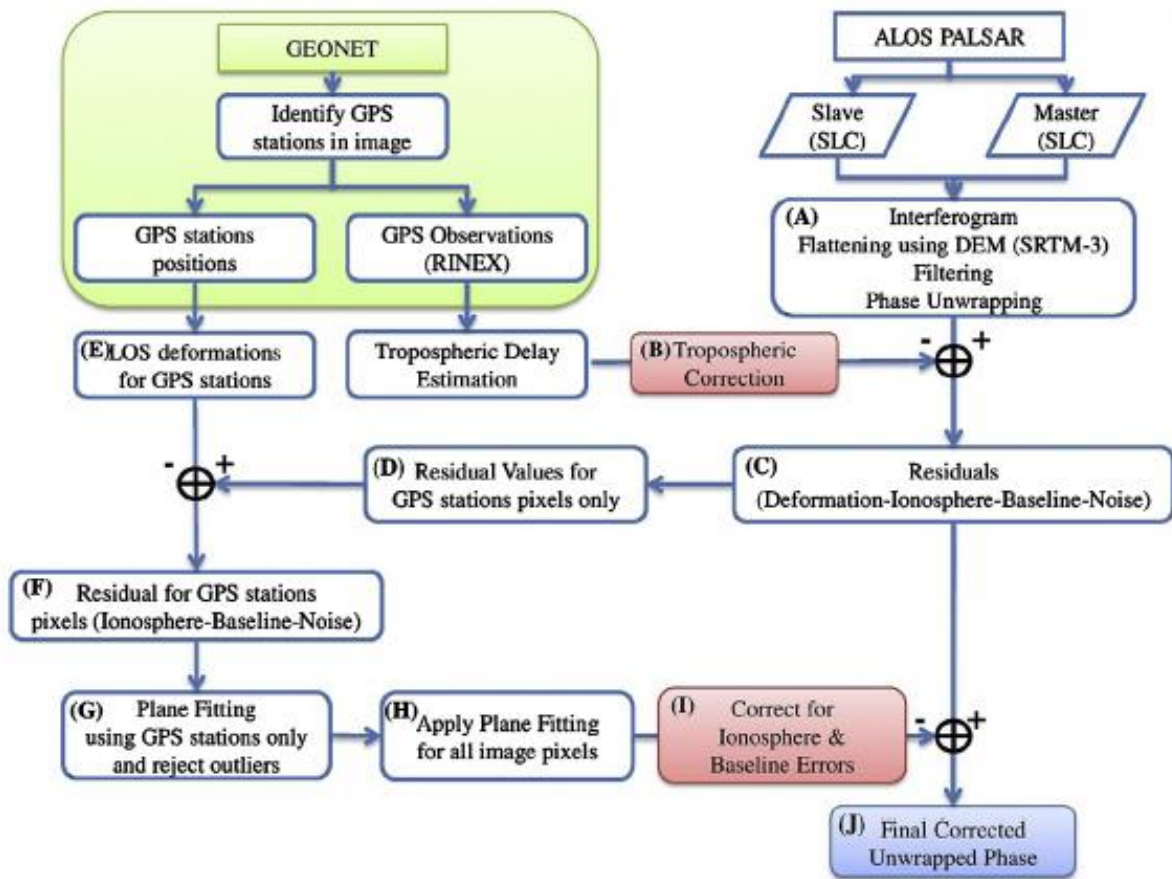 GEONET
Identify GPS
stations in image
GPS stations
positions
GPS Observations
(RINEX)
ALOS PALSAR
Slave
(SLC)
Master
(SLC)
(A) Interferogram
Flattening using DEM (SRTM-3)
Filtering
Phase Unwrapping
(E) LOS deformations
for GPS stations
Tropospheric Delay
Estimation
(B) Tropospheric
Correction
- +
(C) Residuals
(Deformation-Ionosphere-Baseline-Noise)
(D) Residual Values for
GPS stations pixels only
- +
(F) Residual for GPS stations
pixels (Ionosphere-Baseline-Noise)
(G) Plane Fitting
using GPS stations only
and reject outliers
(H) Apply Plane Fitting
for all image pixels
(I) Correct for
Ionosphere &
Baseline Errors
- +
(J) Final Corrected
Unwrapped Phase